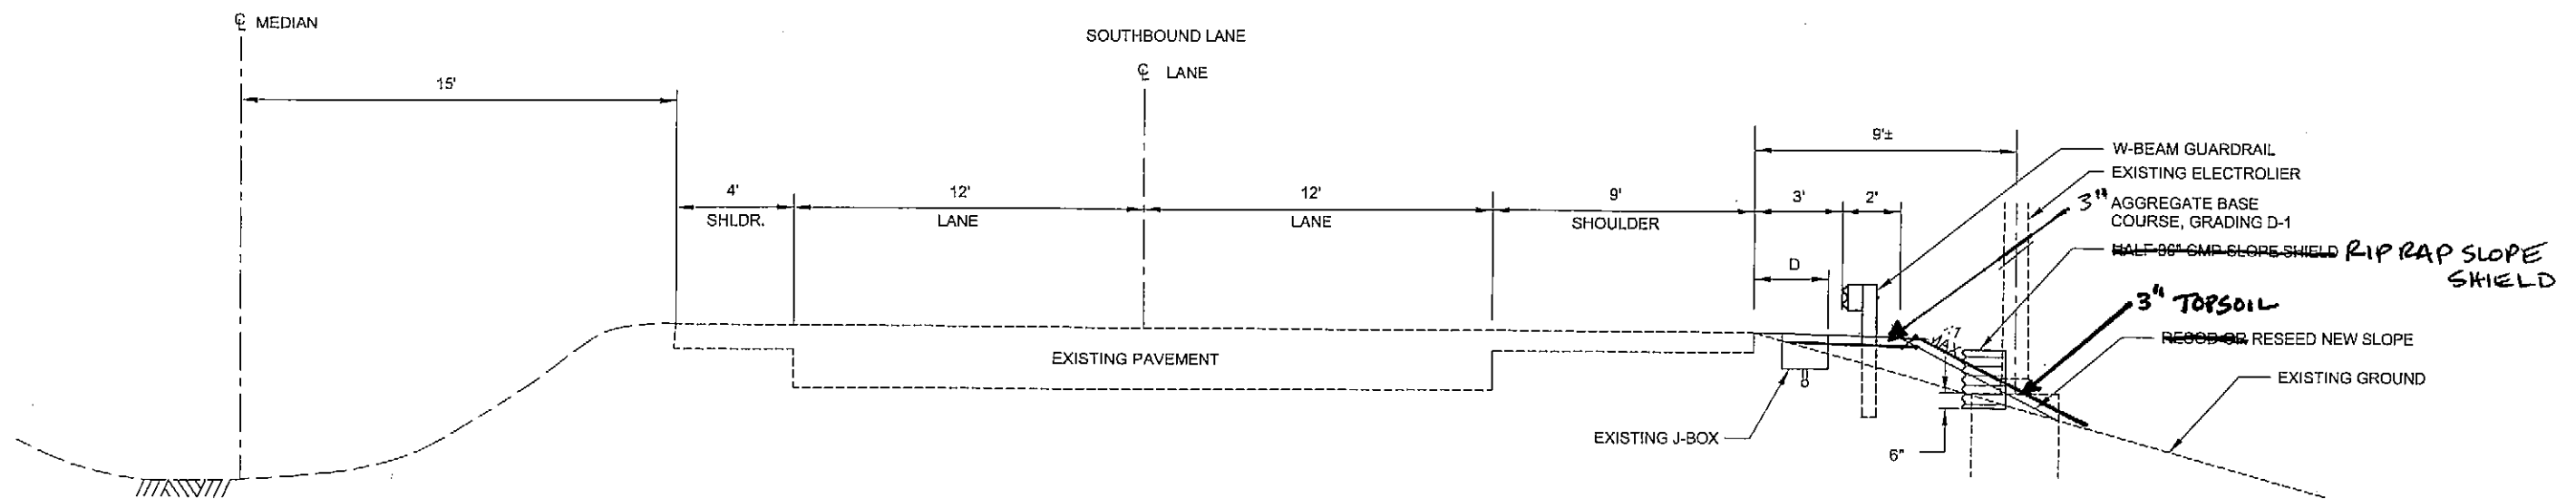 ℄ MEDIAN
SOUTHBOUND LANE
℄ LANE
15'
9'±
W-BEAM GUARDRAIL
EXISTING ELECTROLIER
3" AGGREGATE BASE
COURSE, GRADING D-1
HALF 36" CMP SLOPE SHIELD RIP RAP SLOPE
SHIELD
4'
SHLDR.
12'
LANE
12'
LANE
9'
SHOULDER
3'
2'
D
3" TOPSOIL
RESOD OR RESEED NEW SLOPE
EXISTING GROUND
EXISTING PAVEMENT
MAX
EXISTING J-BOX
6"